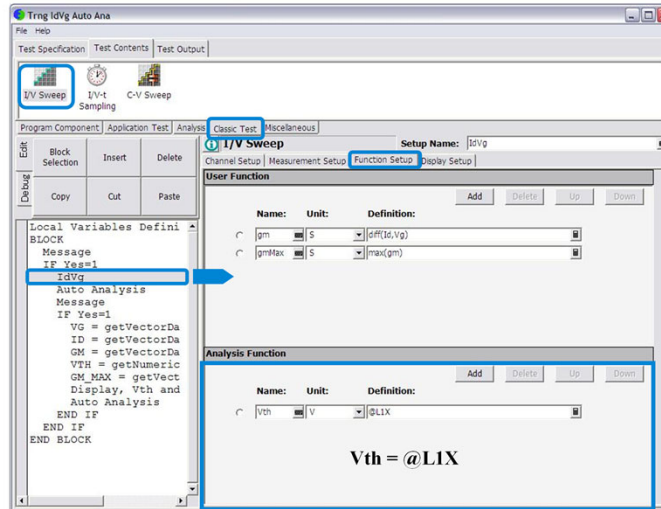 Trng IdVg Auto Ana
File Help
Test Specification Test Contents Test Output
I/V Sweep I/V-t Sampling C-V Sweep
Program Component Application Test Analysis Classic Test Miscelaneous
Edit
Debug
Block Selection Insert Delete
Copy Cut Paste
Local Variables Defini
BLOCK
Message
IF Yes=1
IdVg
Auto Analysis
Message
IF Yes=1
VG = getVectorDa
ID = getVectorDa
GM = getVectorDa
VTH = getNumeric
GM_MAX = getVect
Display, Vth and
Auto Analysis
END IF
END IF
END BLOCK
I/V Sweep Setup Name: IdVg
Channel Setup Measurement Setup Function Setup Display Setup
User Function
Add Delete Up Down
Name: Unit: Definition:
gm S diff(Id,Vg)
gmMax S max(gm)
Analysis Function
Add Delete Up Down
Name: Unit: Definition:
Vth V @L1X
Vth = @L1X